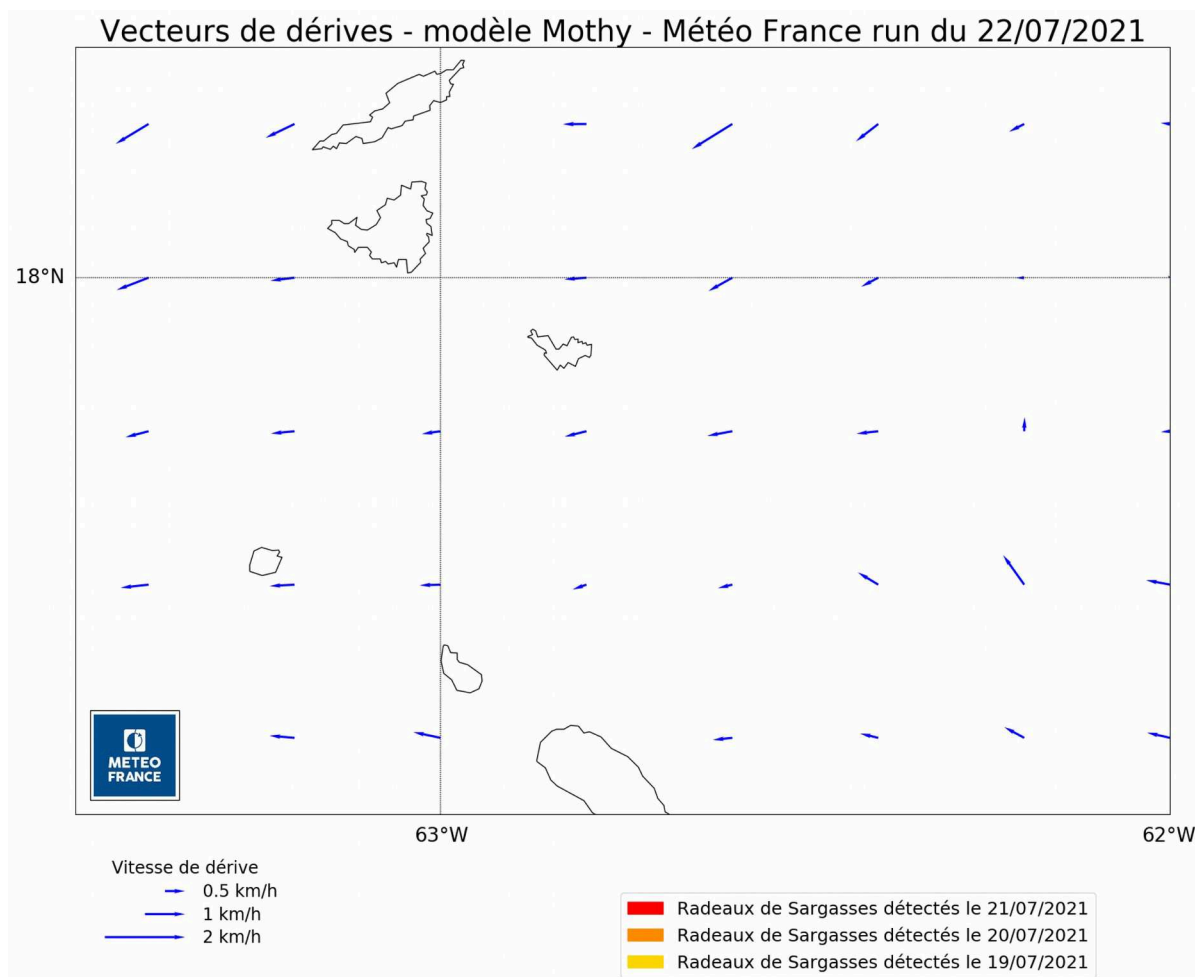 Vecteurs de dérives - modèle Mothy - Météo France run du 22/07/2021
18°N
METEO
FRANCE
63°W
62°W
Vitesse de dérive
0.5 km/h
1 km/h
2 km/h
Radeaux de Sargasses détectés le 21/07/2021
Radeaux de Sargasses détectés le 20/07/2021
Radeaux de Sargasses détectés le 19/07/2021